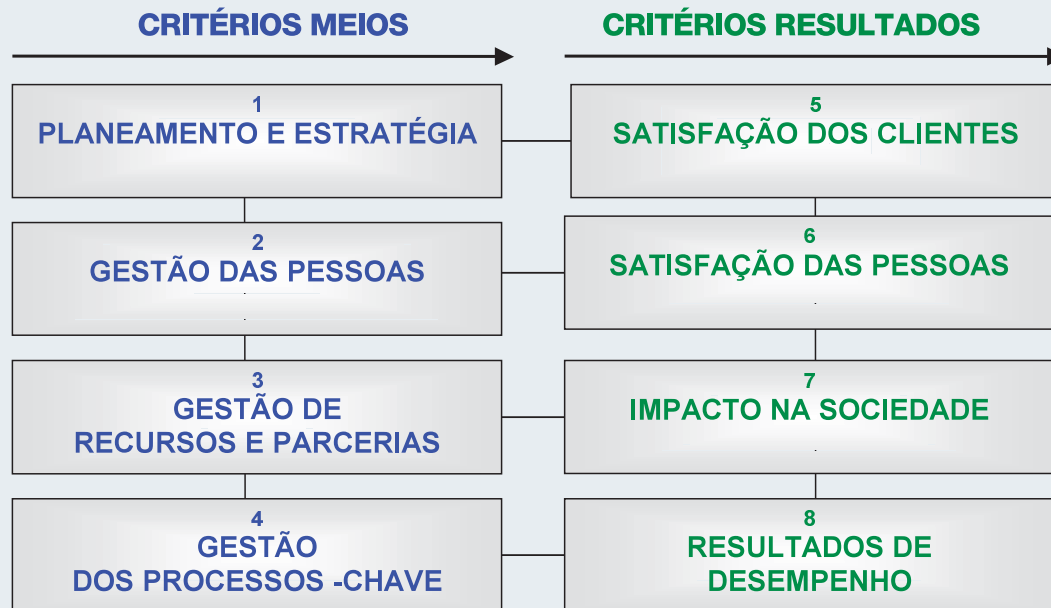 CRITÉRIOS MEIOS
CRITÉRIOS RESULTADOS
1
PLANEAMENTO E ESTRATÉGIA
5
SATISFAÇÃO DOS CLIENTES
2
GESTÃO DAS PESSOAS
6
SATISFAÇÃO DAS PESSOAS
3
GESTÃO DE
RECURSOS E PARCERIAS
7
IMPACTO NA SOCIEDADE
4
GESTÃO
DOS PROCESSOS -CHAVE
8
RESULTADOS DE
DESEMPENHO